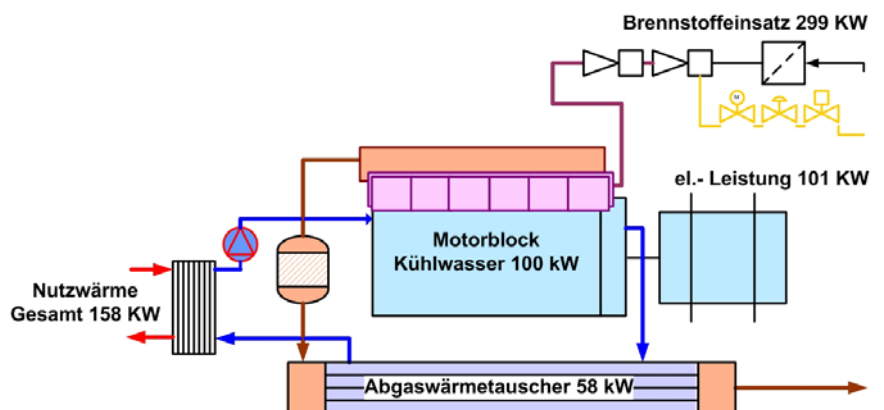 Brennstoffeinsatz 299 KW
M
el.- Leistung 101 KW
Motorblock
Kühlwasser 100 kW
Nutzwärme
Gesamt 158 KW
Abgaswärmetauscher 58 kW